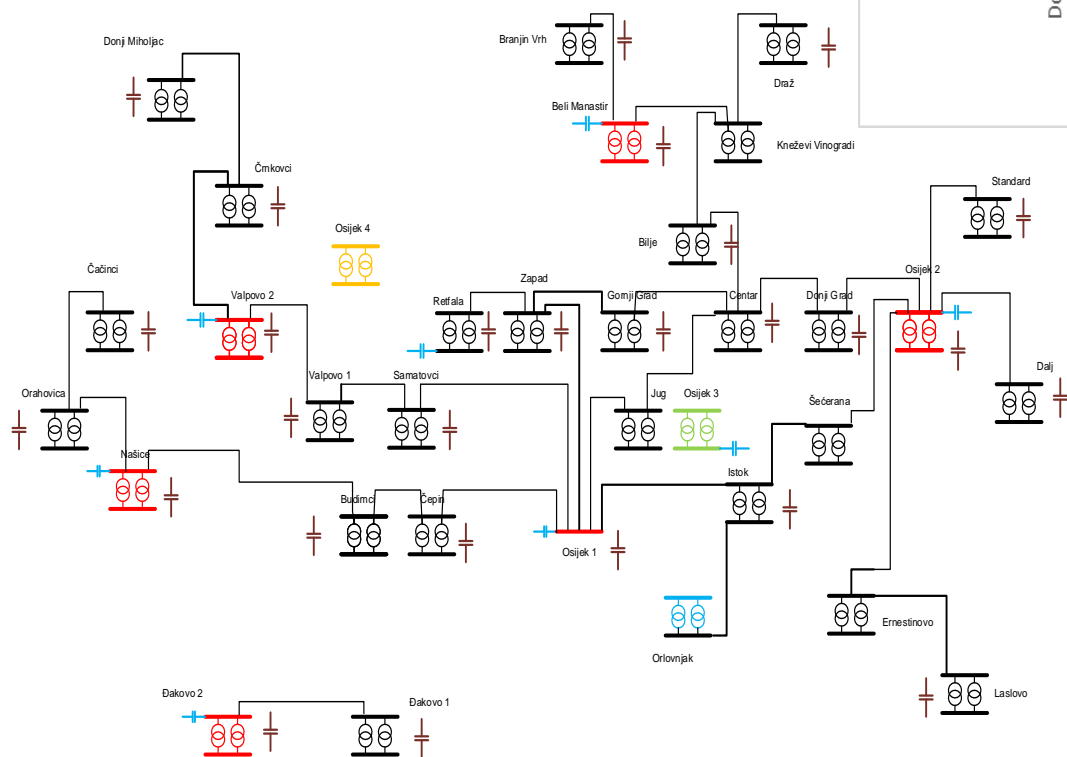 Do
Branjin Vrh
Donji Miholjac
Draž
Beli Manastir
Kneževi Vinogradi
Črnkovci
Standard
Osijek 4
Bilje
Čačinci
Zapad
Osijek 2
Valpovo 2
Retfala
Gornji Grad
Centar
Donji Grad
Valpovo 1
Samatovci
Dalj
Orahovica
Jug
Osijek 3
Šećerana
Našice
Istok
Budimci
Čepin
Osijek 1
Ernestinovo
Orlovnjak
Đakovo 2
Đakovo 1
Laslovo